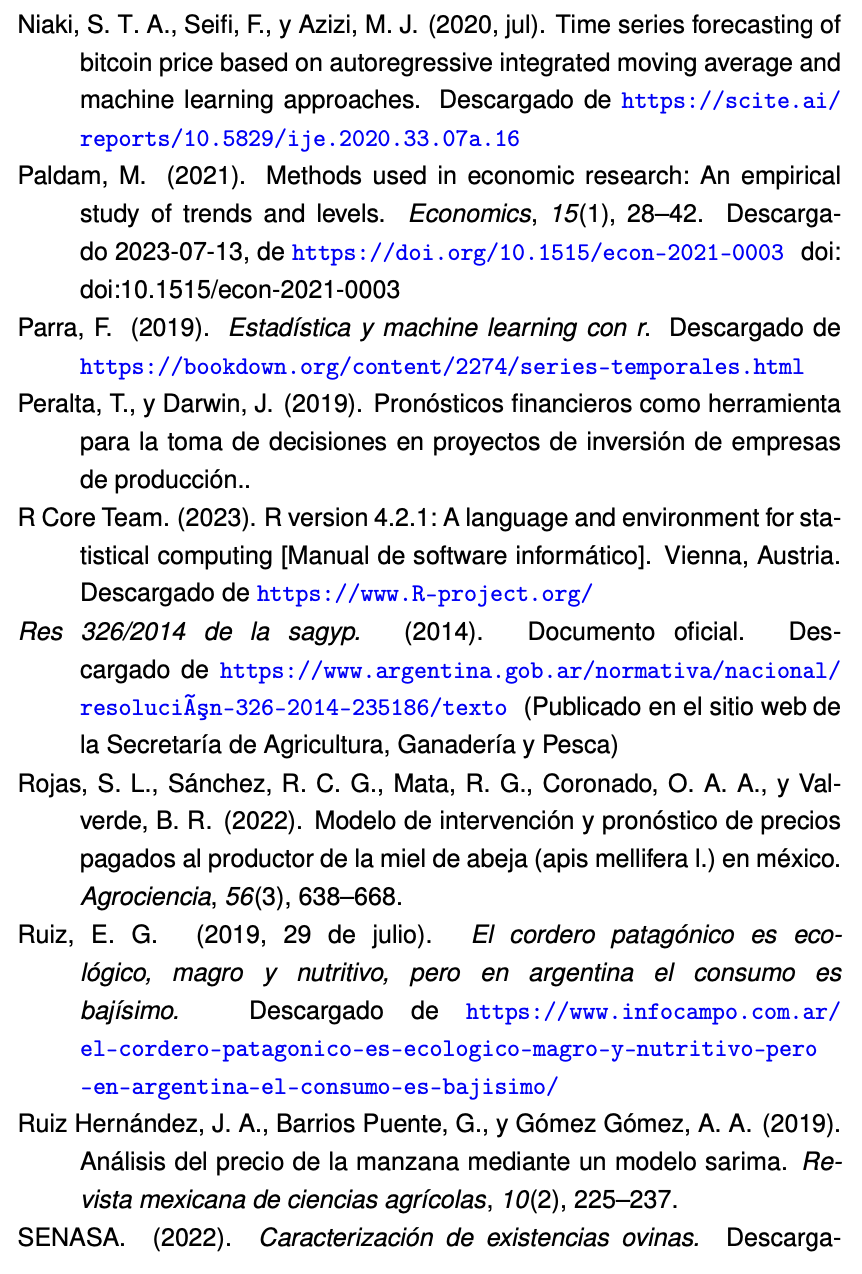 Niaki, S. T. A., Seifi, F., y Azizi, M. J. (2020, jul). Time series forecasting of
bitcoin price based on autoregressive integrated moving average and
machine learning approaches. Descargado de https://scite.ai/
reports/10.5829/ije.2020.33.07a.16
Paldam, M. (2021). Methods used in economic research: An empirical
study of trends and levels. Economics, 15(1), 28–42. Descarga-
do 2023-07-13, de https://doi.org/10.1515/econ-2021-0003 doi:
doi:10.1515/econ-2021-0003
Parra, F. (2019). Estadística y machine learning con r. Descargado de
https://bookdown.org/content/2274/series-temporales.html
Peralta, T., y Darwin, J. (2019). Pronósticos financieros como herramienta
para la toma de decisiones en proyectos de inversión de empresas
de producción..
R Core Team. (2023). R version 4.2.1: A language and environment for sta-
tistical computing [Manual de software informático]. Vienna, Austria.
Descargado de https://www.R-project.org/
Res 326/2014 de la sagyp. (2014). Documento oficial. Des-
cargado de https://www.argentina.gob.ar/normativa/nacional/
resoluciÃşn-326-2014-235186/texto (Publicado en el sitio web de
la Secretaría de Agricultura, Ganadería y Pesca)
Rojas, S. L., Sánchez, R. C. G., Mata, R. G., Coronado, O. A. A., y Val-
verde, B. R. (2022). Modelo de intervención y pronóstico de precios
pagados al productor de la miel de abeja (apis mellifera l.) en méxico.
Agrociencia, 56(3), 638–668.
Ruiz, E. G. (2019, 29 de julio). El cordero patagónico es eco-
lógico, magro y nutritivo, pero en argentina el consumo es
bajísimo. Descargado de https://www.infocampo.com.ar/
el-cordero-patagonico-es-ecologico-magro-y-nutritivo-pero
-en-argentina-el-consumo-es-bajisimo/
Ruiz Hernández, J. A., Barrios Puente, G., y Gómez Gómez, A. A. (2019).
Análisis del precio de la manzana mediante un modelo sarima. Re-
vista mexicana de ciencias agrícolas, 10(2), 225–237.
SENASA. (2022). Caracterización de existencias ovinas. Descarga-